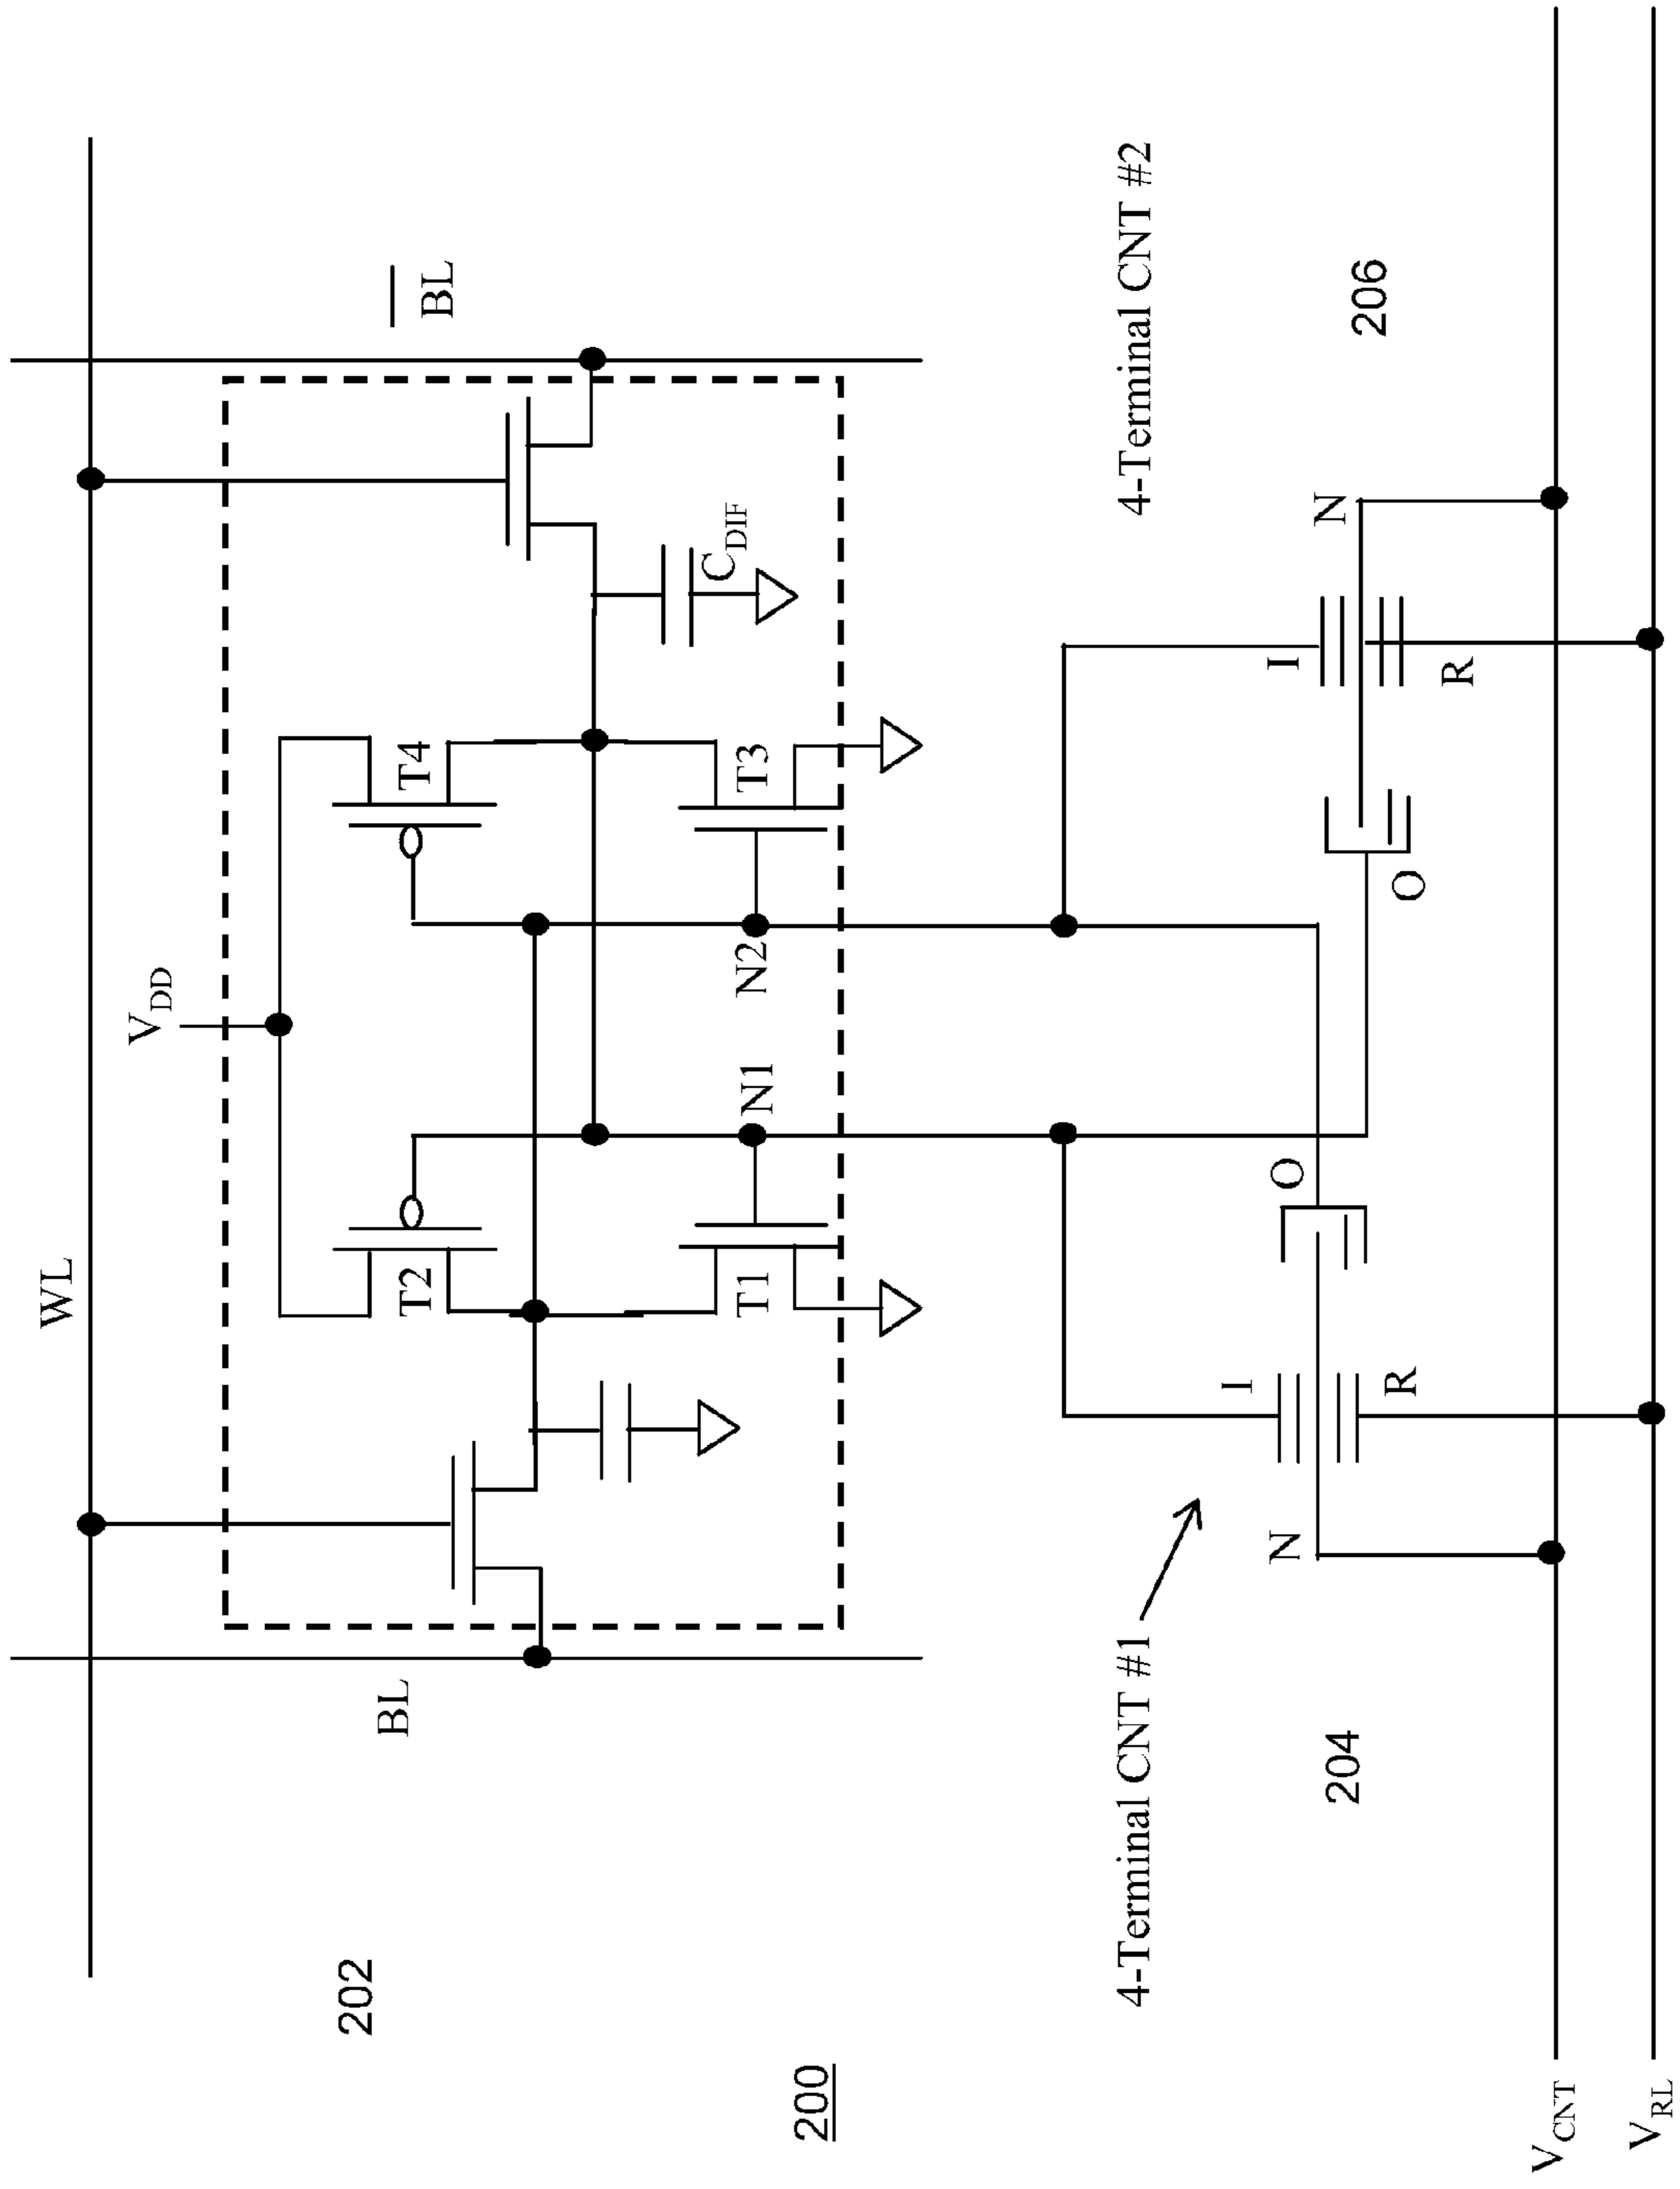 WL
BL
BL
V_DD
202
T2
T4
N1
N2
T1
T3
C_DIF
200
4-Terminal CNT #1
4-Terminal CNT #2
I
O
N
R
204
I
N
O
R
206
V_CNT
V_RL